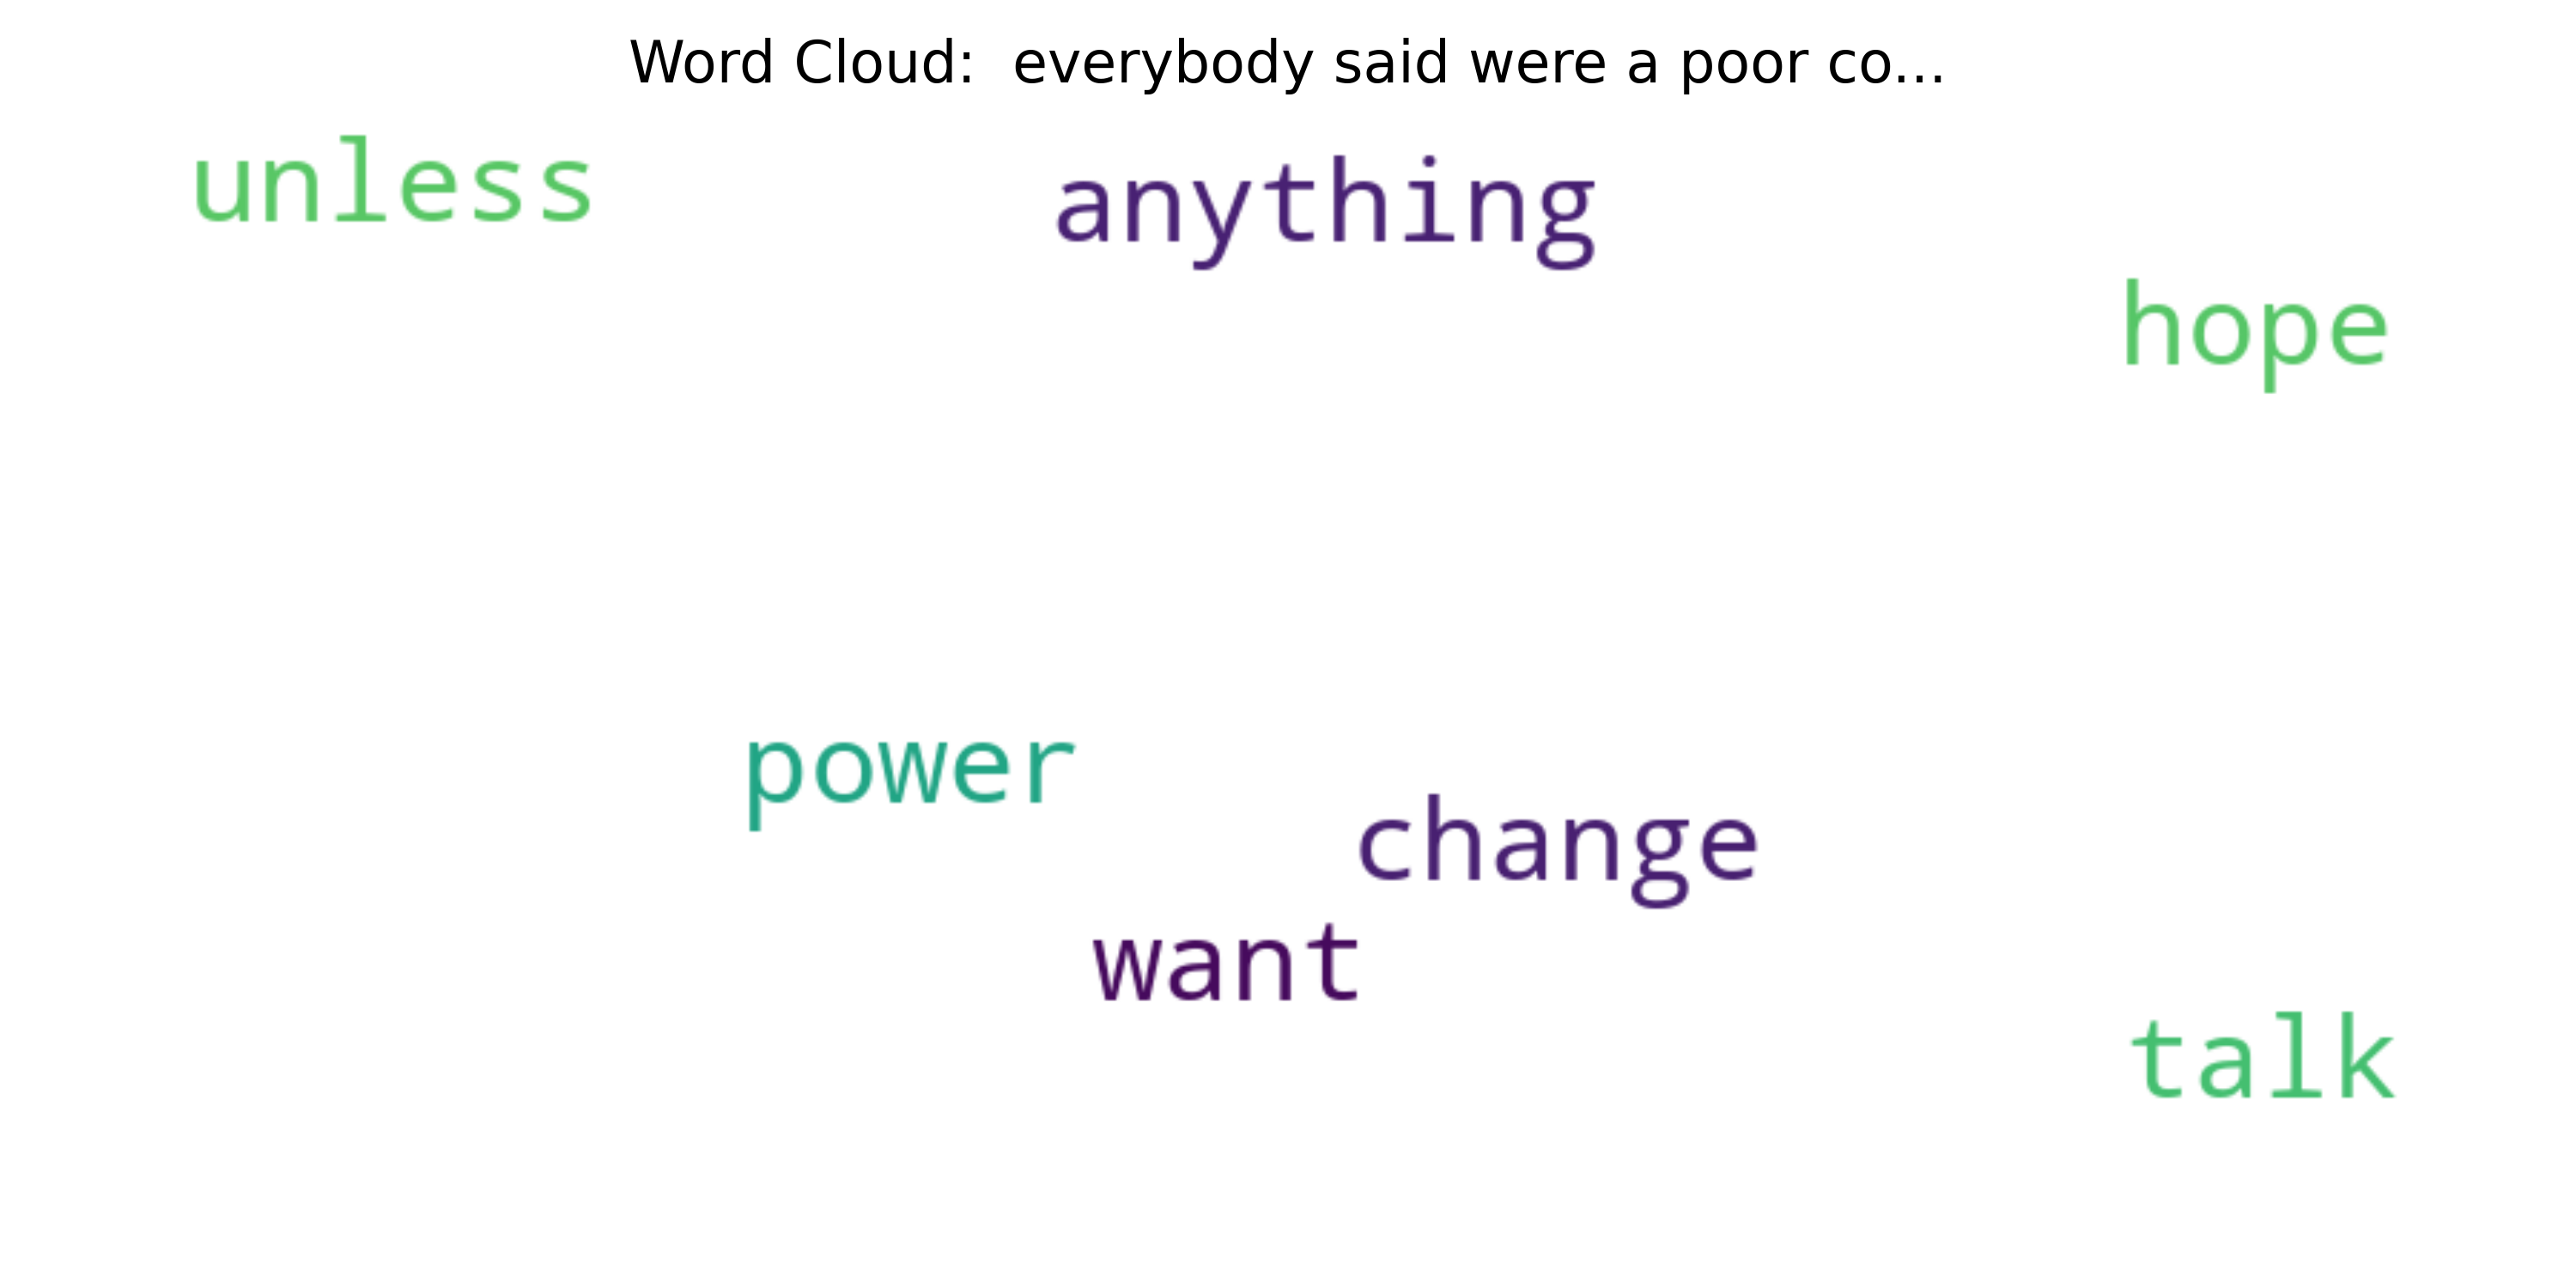 Word Cloud:  everybody said were a poor co...
unless
anything
hope
power
change
want
talk